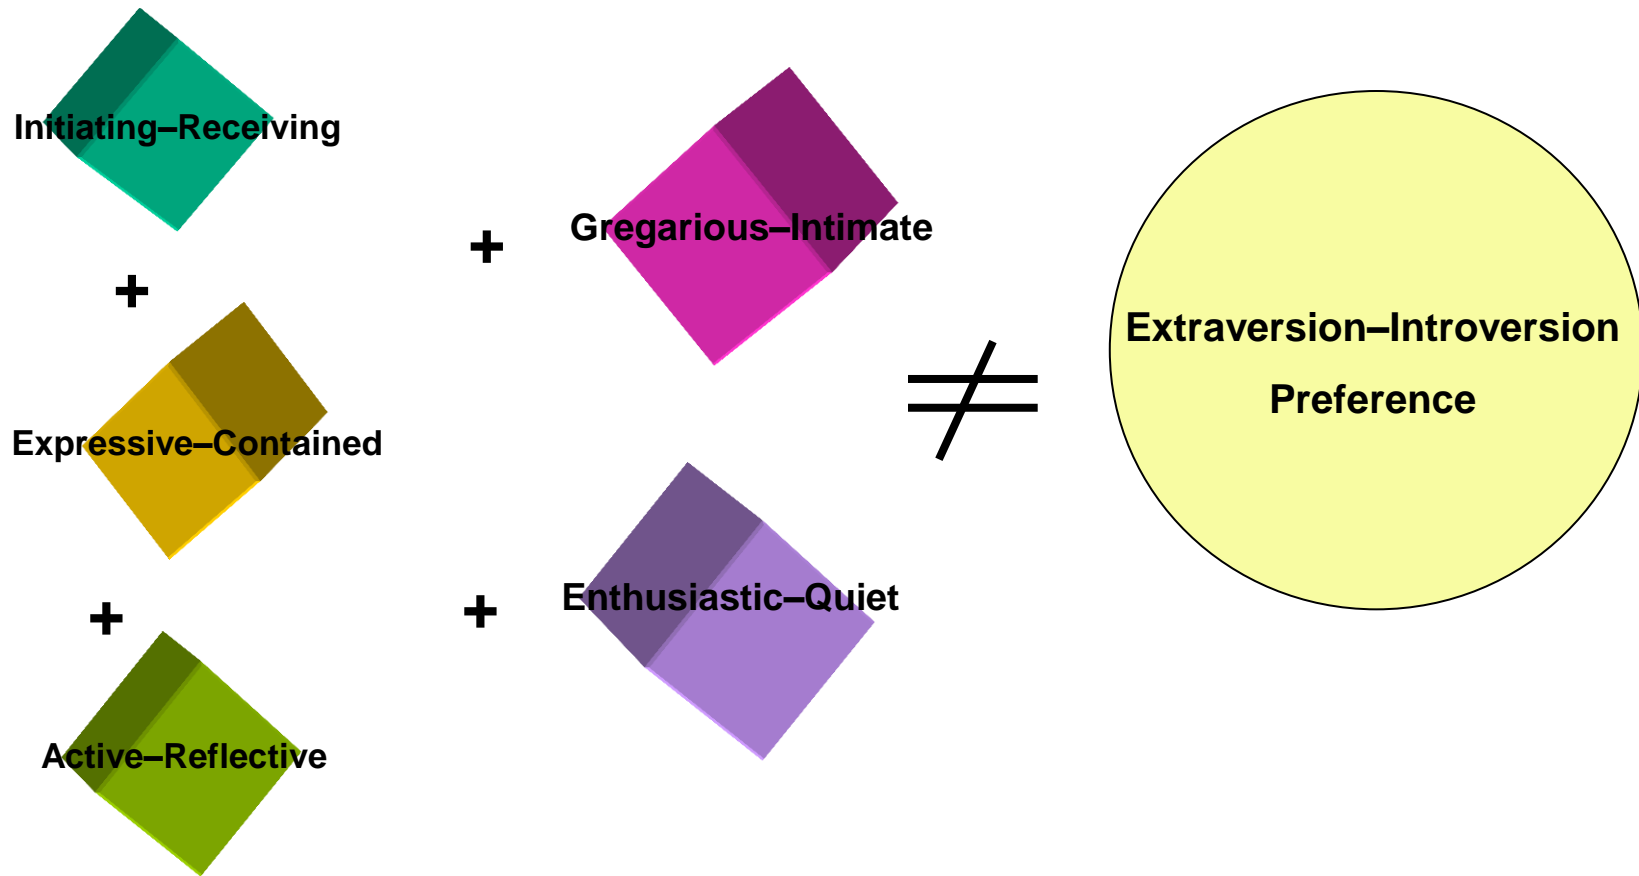 Initiating–Receiving
+
Expressive–Contained
+
Active–Reflective
+
Gregarious–Intimate
+
Enthusiastic–Quiet
≠
Extraversion–Introversion
Preference